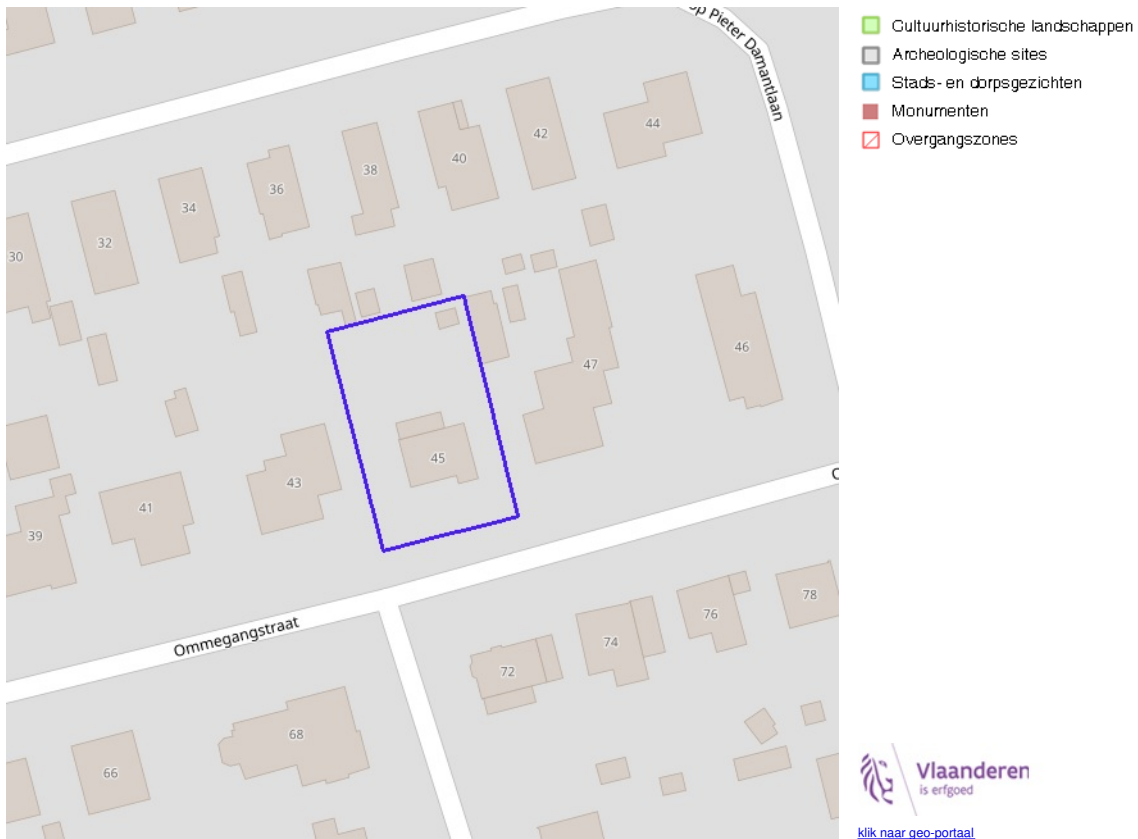 op Pieter Damantlaan
Cultuurhistorische landschappen
Archeologische sites
Stads- en dorpsgezichten
Monumenten
Overgangszones
42
44
40
38
36
34
32
30
46
47
45
43
41
39
Ommegangstraat
78
76
74
72
68
66
Vlaanderen
is erfgoed
klik naar geo-portaal